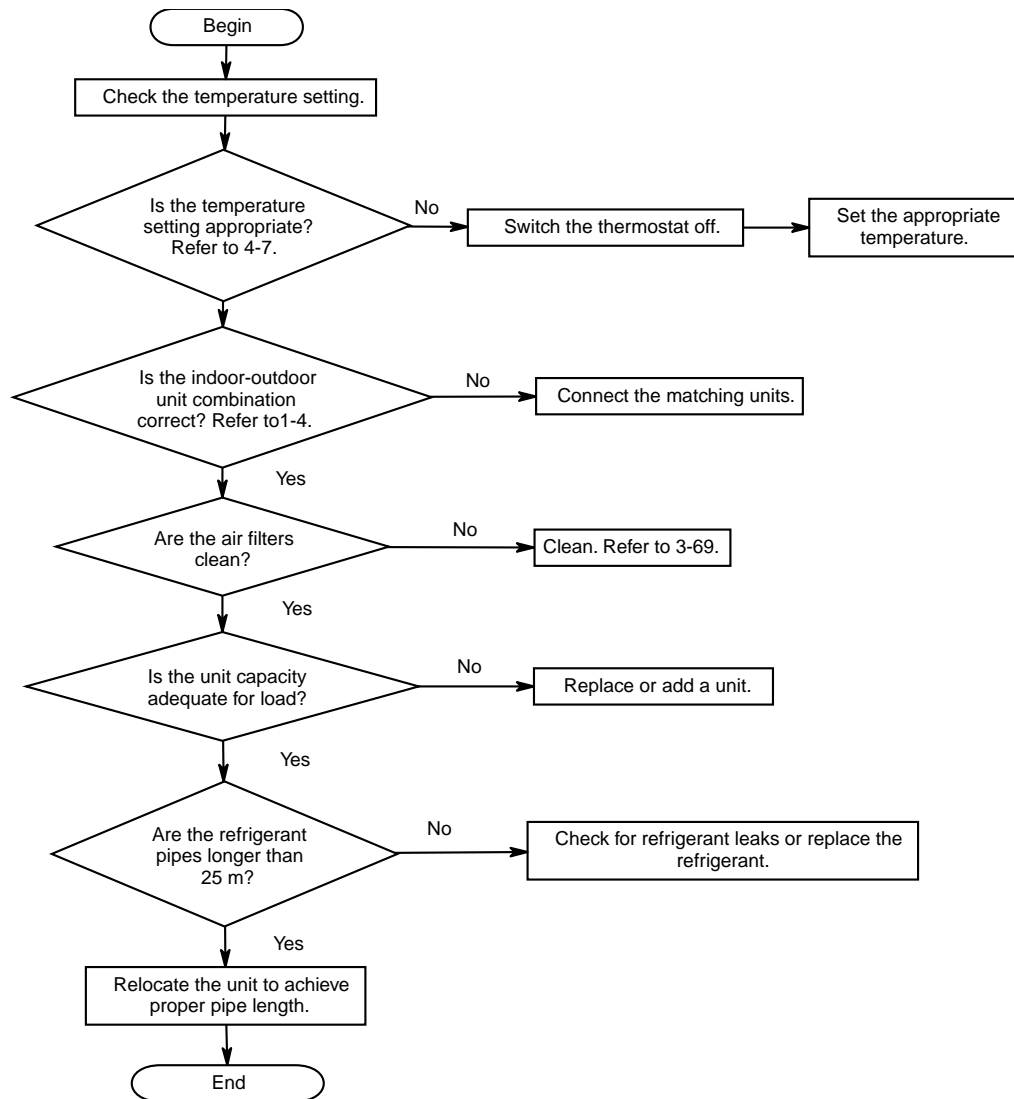 Begin
Check the temperature setting.
Is the temperature
setting appropriate?
Refer to 4-7.
No
Switch the thermostat off.
Set the appropriate
temperature.
Is the indoor-outdoor
unit combination
correct? Refer to1-4.
No
Connect the matching units.
Yes
Are the air filters
clean?
No
Clean. Refer to 3-69.
Yes
Is the unit capacity
adequate for load?
No
Replace or add a unit.
Yes
Are the refrigerant
pipes longer than
25 m?
No
Check for refrigerant leaks or replace the
refrigerant.
Yes
Relocate the unit to achieve
proper pipe length.
End